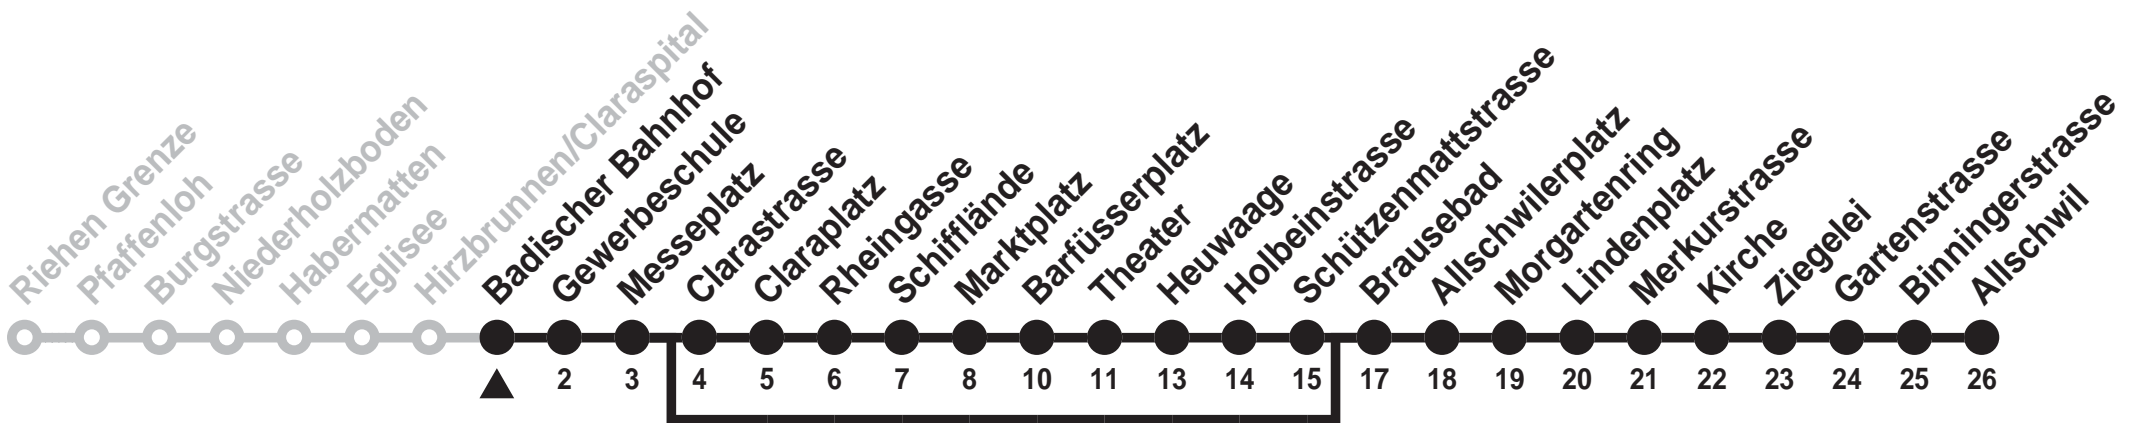 Riehen Grenze
Pfaffenloh
Burgstrasse
Niederholzboden
Habermatten
Eglisee
Hirzbrunnen/Claraspital
Badischer Bahnhof
Gewerbeschule
Messeplatz
Clarastrasse
Claraplatz
Rheingasse
Schifflände
Marktplatz
Barfüsserplatz
Theater
Heuwaage
Holbeinstrasse
Schützenmattstrasse
Brausebad
Allschwilerplatz
Morgartenring
Lindenplatz
Merkurstrasse
Kirche
Ziegelei
Gartenstrasse
Binningerstrasse
Allschwil
2 3 4 5 6 7 8 10 11 13 14 15 17 18 19 20 21 22 23 24 25 26